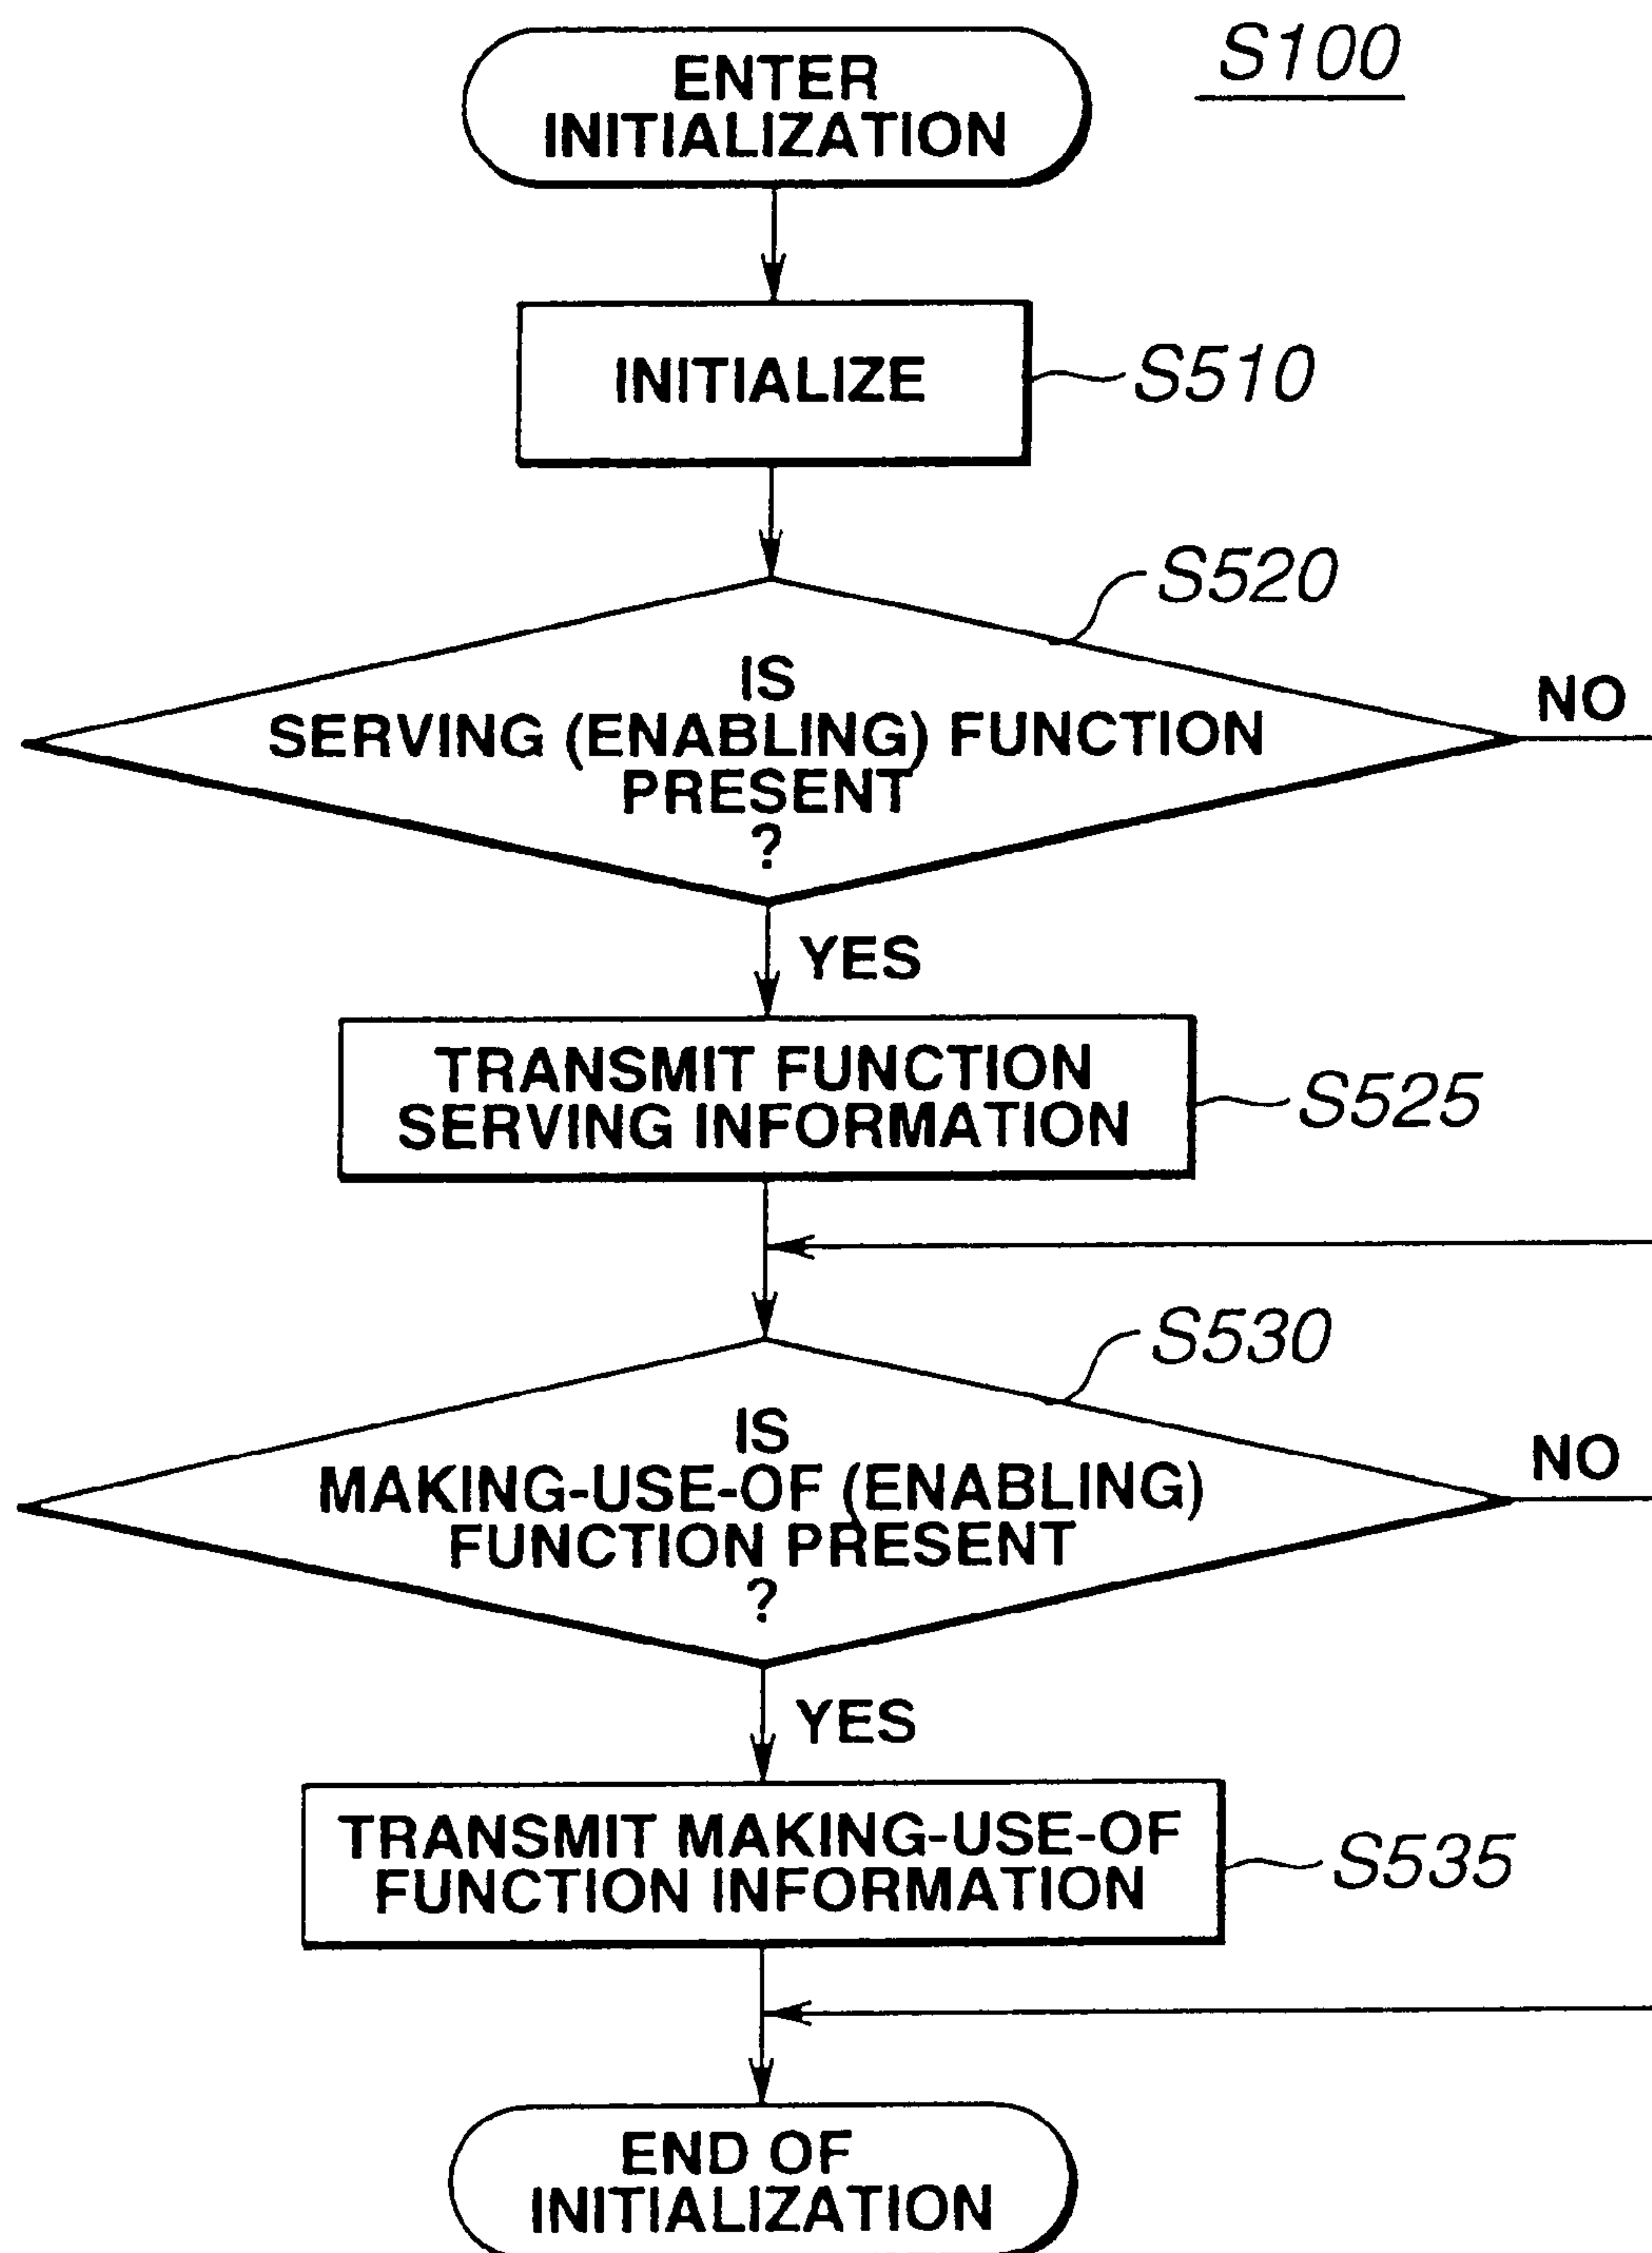 S100
ENTER
INITIALIZATION
INITIALIZE
S510
S520
IS
SERVING (ENABLING) FUNCTION
PRESENT
?
NO
YES
TRANSMIT FUNCTION
SERVING INFORMATION
S525
S530
IS
MAKING-USE-OF (ENABLING)
FUNCTION PRESENT
?
NO
YES
TRANSMIT MAKING-USE-OF
FUNCTION INFORMATION
S535
END OF
INITIALIZATION